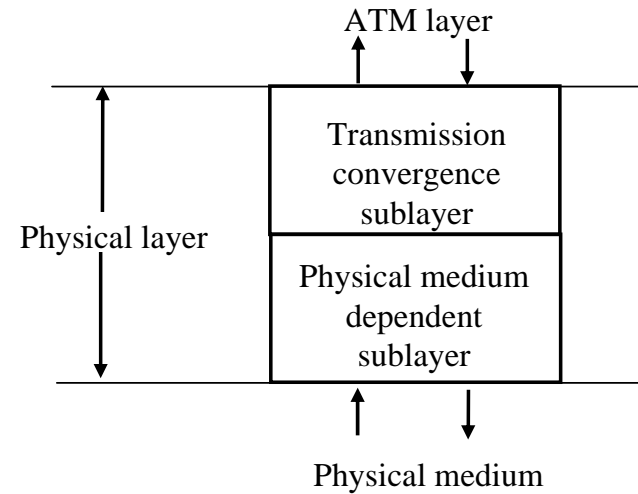 ATM layer
Transmission
convergence
sublayer
Physical layer
Physical medium
dependent
sublayer
Physical medium